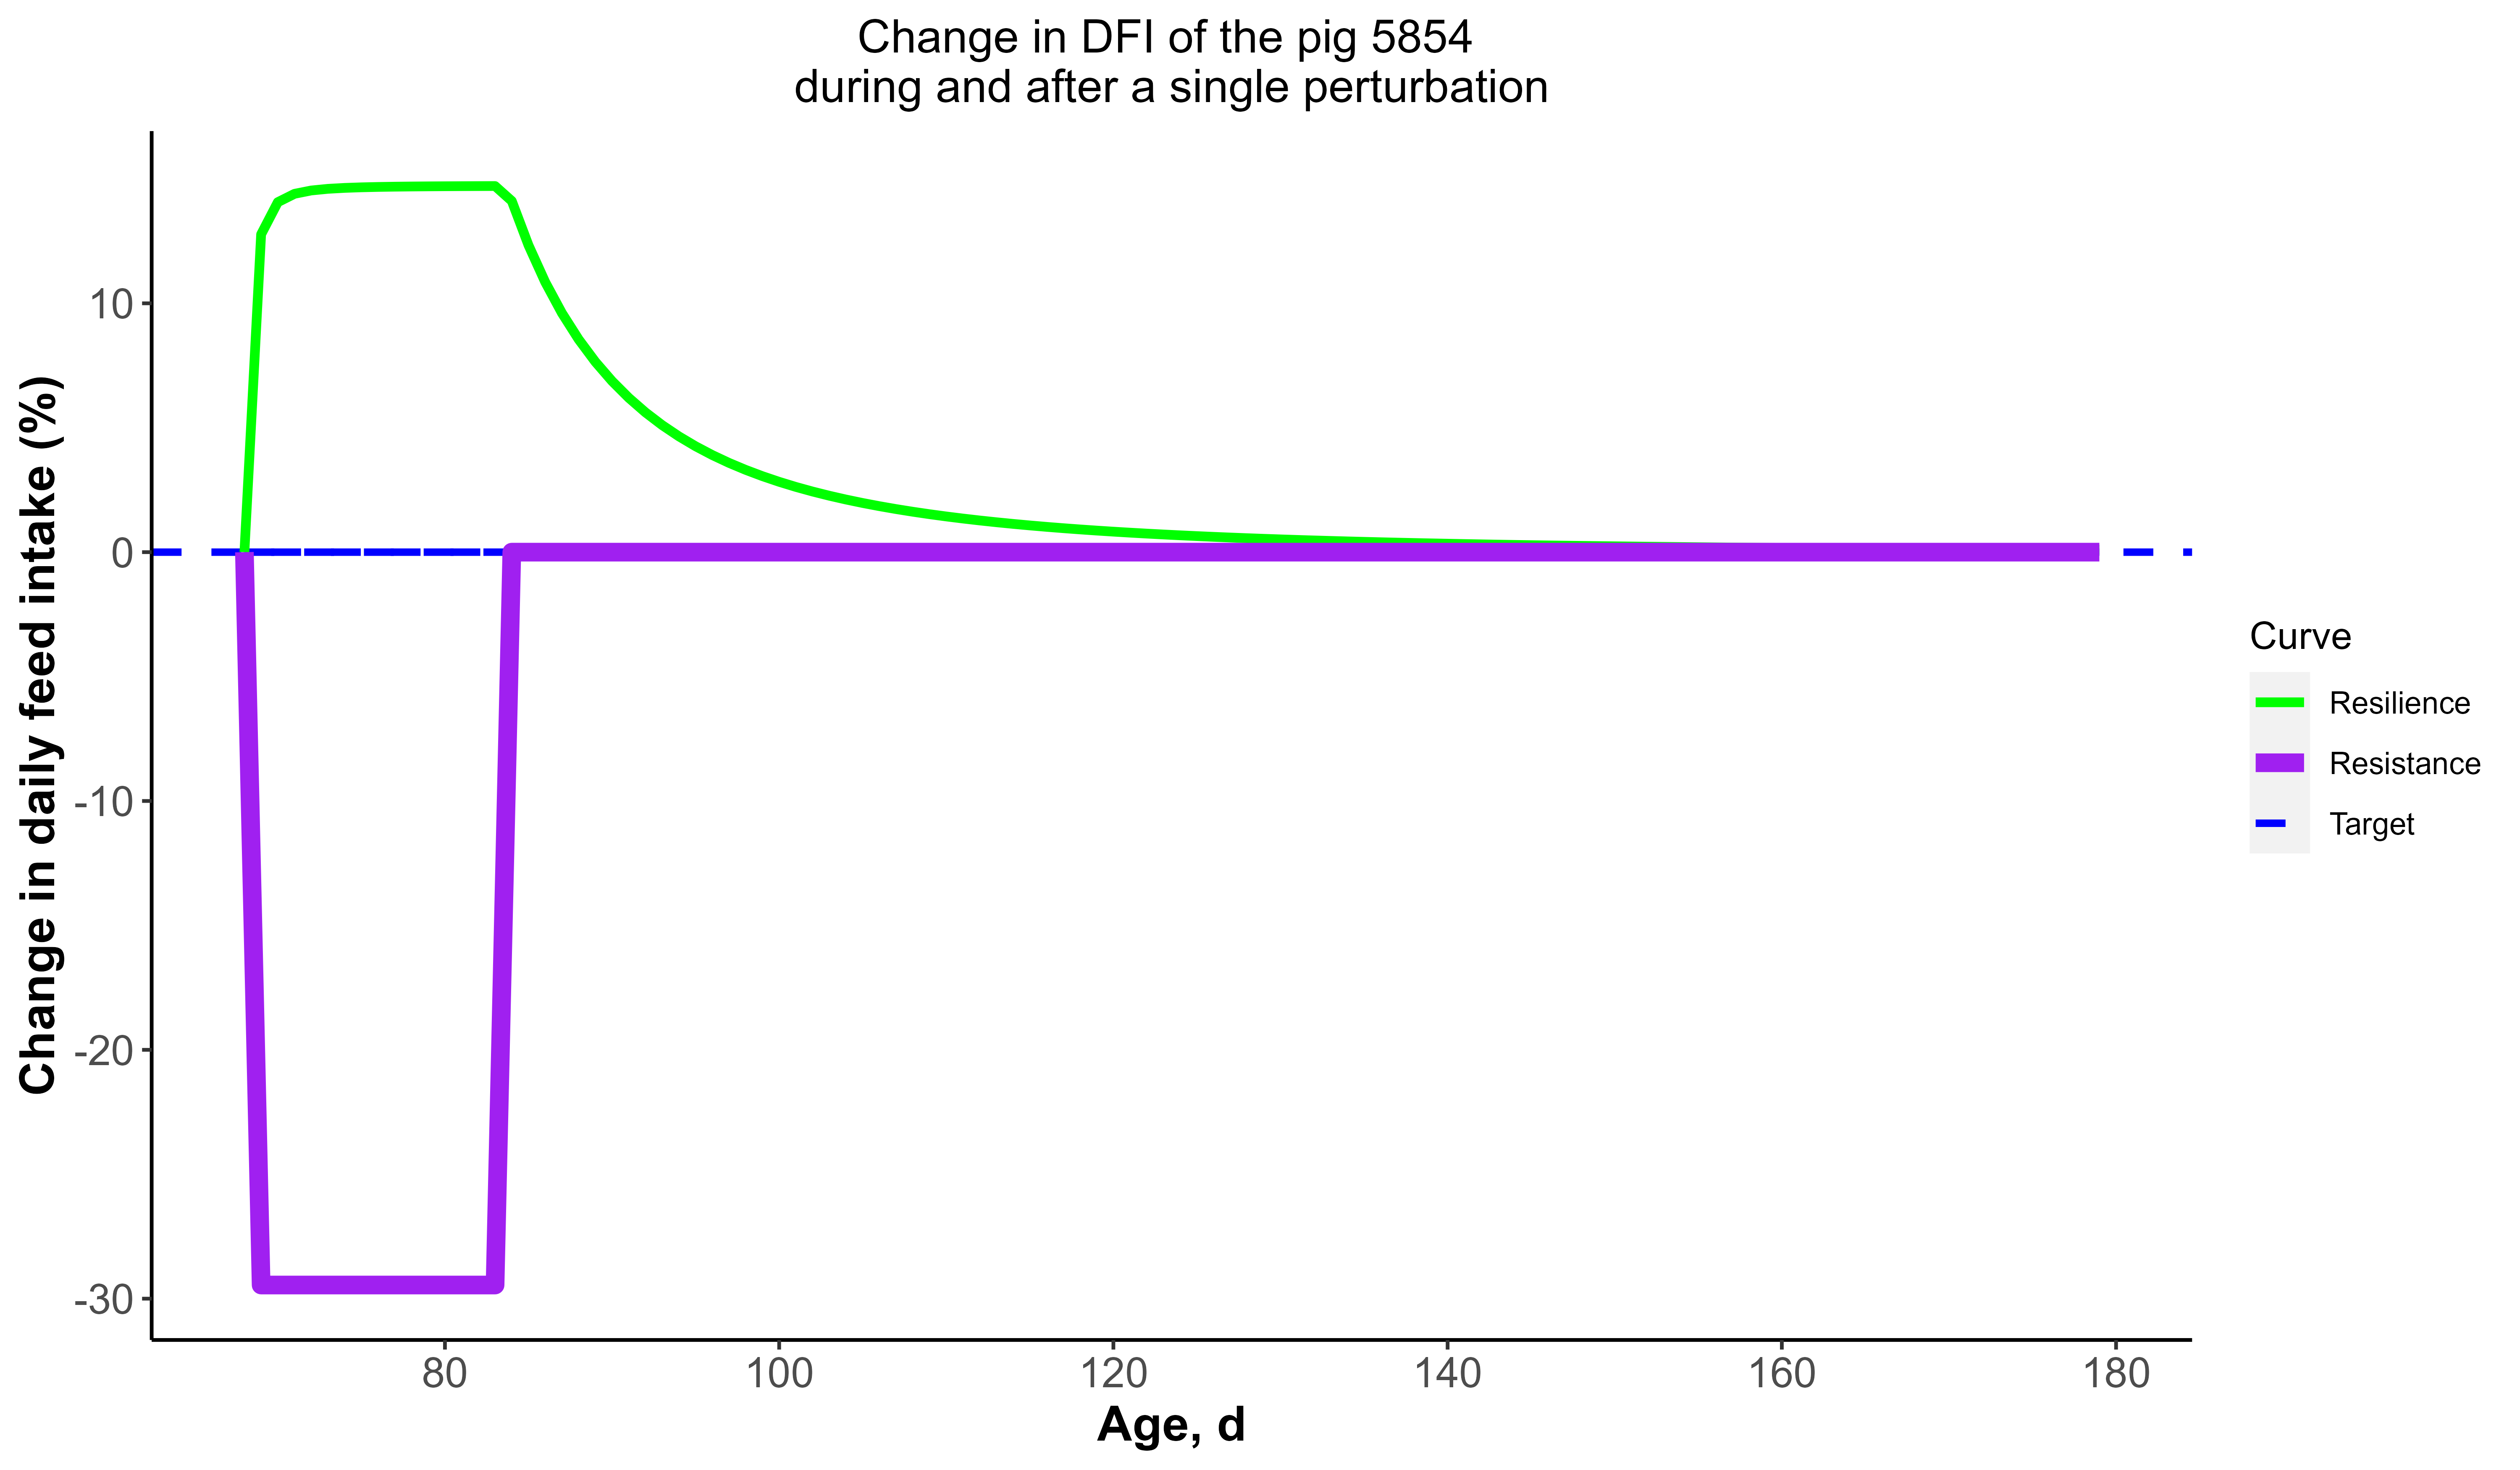 Change in DFI of the pig 5854
during and after a single perturbation
Change in daily feed intake (%)
10
0
-10
-20
-30
80
100
120
140
160
180
Age, d
Curve
Resilience
Resistance
Target